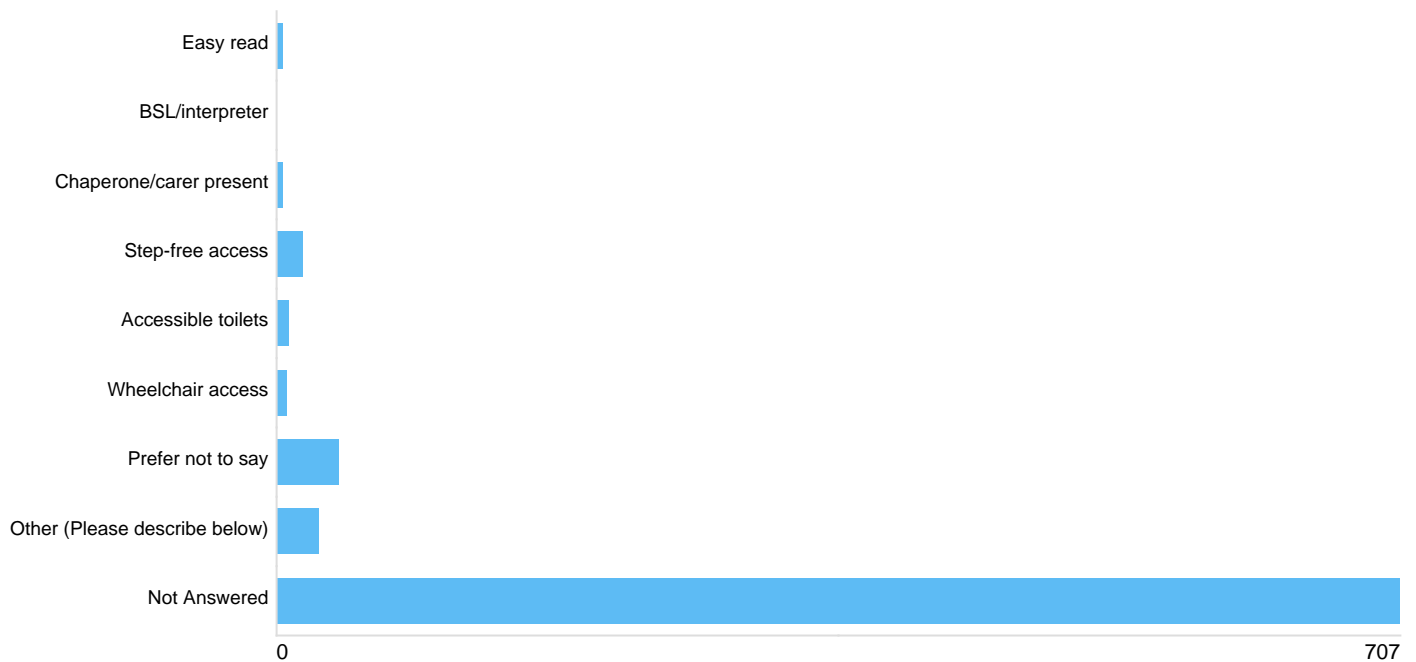 Easy read
BSL/interpreter
Chaperone/carer present
Step-free access
Accessible toilets
Wheelchair access
Prefer not to say
Other (Please describe below)
Not Answered
0
707